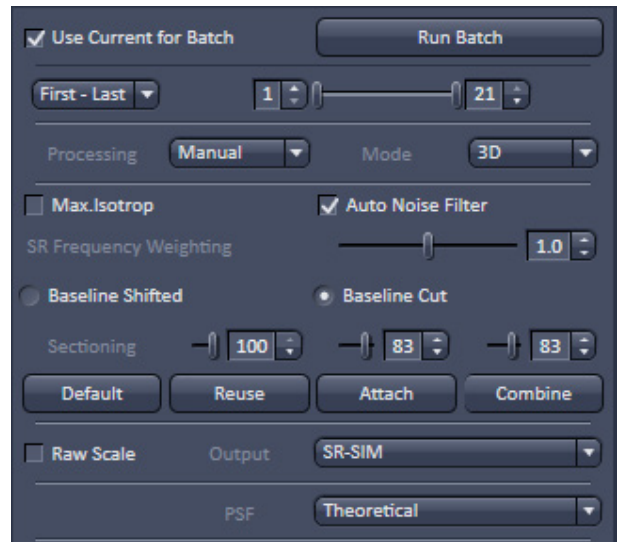 Use Current for Batch Run Batch
First - Last 1 21
Processing Manual Mode 3D
Max.Isotrop Auto Noise Filter
SR Frequency Weighting 1.0
Baseline Shifted Baseline Cut
Sectioning 100 83 83
Default Reuse Attach Combine
Raw Scale Output SR-SIM
PSF Theoretical